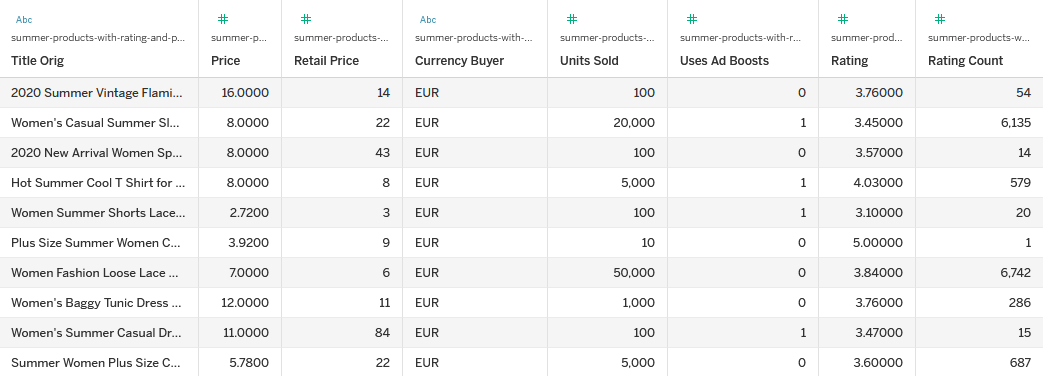 Abc # # Abc # # # #
summer-products-with-rating-and-p... summer-p... summer-products-... summer-products-with-... summer-products-... summer-products-with-r... summer-prod... summer-products-w...
Title Orig Price Retail Price Currency Buyer Units Sold Uses Ad Boosts Rating Rating Count
2020 Summer Vintage Flami... 16.0000 14 EUR 100 0 3.76000 54
Women's Casual Summer Sl... 8.0000 22 EUR 20,000 1 3.45000 6,135
2020 New Arrival Women Sp... 8.0000 43 EUR 100 0 3.57000 14
Hot Summer Cool T Shirt for ... 8.0000 8 EUR 5,000 1 4.03000 579
Women Summer Shorts Lace... 2.7200 3 EUR 100 1 3.10000 20
Plus Size Summer Women C... 3.9200 9 EUR 10 0 5.00000 1
Women Fashion Loose Lace ... 7.0000 6 EUR 50,000 0 3.84000 6,742
Women's Baggy Tunic Dress ... 12.0000 11 EUR 1,000 0 3.76000 286
Women's Summer Casual Dr... 11.0000 84 EUR 100 1 3.47000 15
Summer Women Plus Size C... 5.7800 22 EUR 5,000 0 3.60000 687